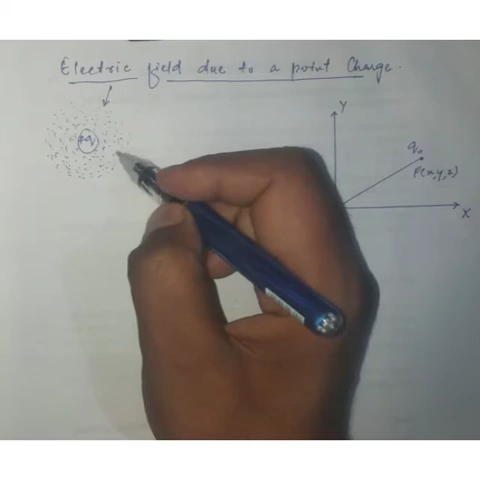 Electric field due to a point Charge.
+q
Y
q₀
P(x,y,z)
X